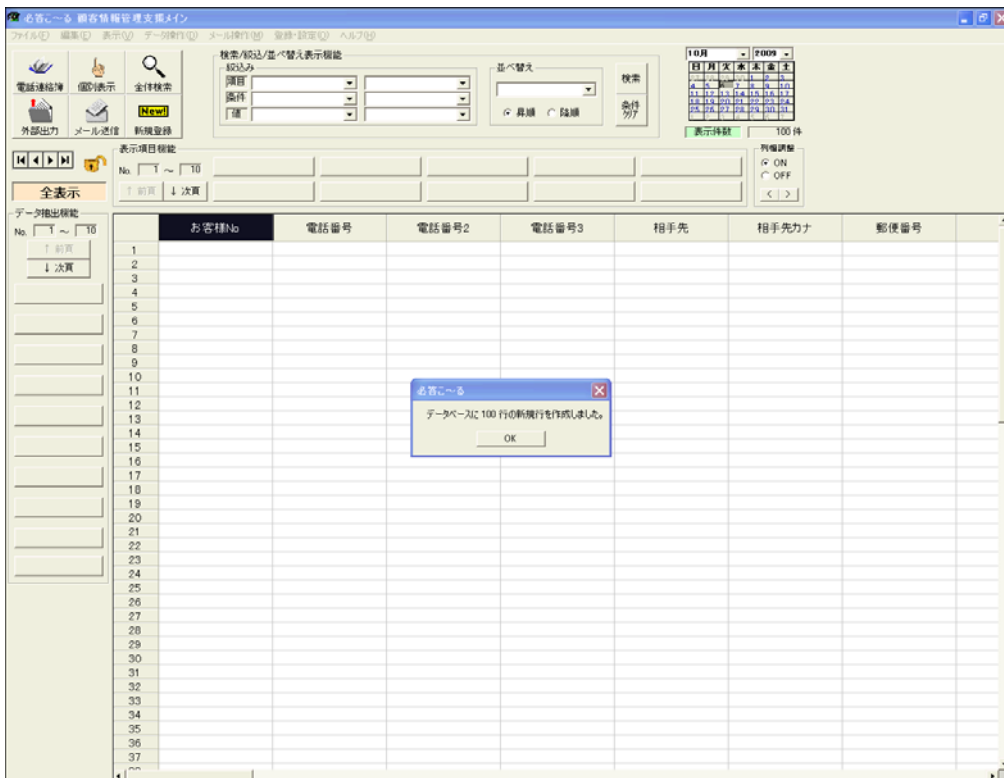 必答こ～る 顧客情報管理支援メイン
ファイル(F) 編集(E) 表示(V) データ操作(D) メール操作(M) 登録・設定(O) ヘルプ(H)
電話連絡簿 個別表示 全体検索
外部出力 メール送信 New! 新規登録
検索/絞込/並べ替え表示機能
絞込み
項目
条件
値
並べ替え
昇順 降順
検索
条件クリア
10月 2009
日 月 火 水 木 金 土
表示件数 100 件
表示項目機能
No. 1 ～ 10
↑ 前頁 ↓ 次頁
列幅調整
ON
OFF
< >
全表示
データ抽出機能
No. 1 ～ 10
↑ 前頁
↓ 次頁
お客様No 電話番号 電話番号2 電話番号3 相手先 相手先カナ 郵便番号
1
2
3
4
5
6
7
8
9
10
11
12
13
14
15
16
17
18
19
20
21
22
23
24
25
26
27
28
29
30
31
32
33
34
35
36
37
必答こ～る
データベースに 100 行の新規行を作成しました。
OK